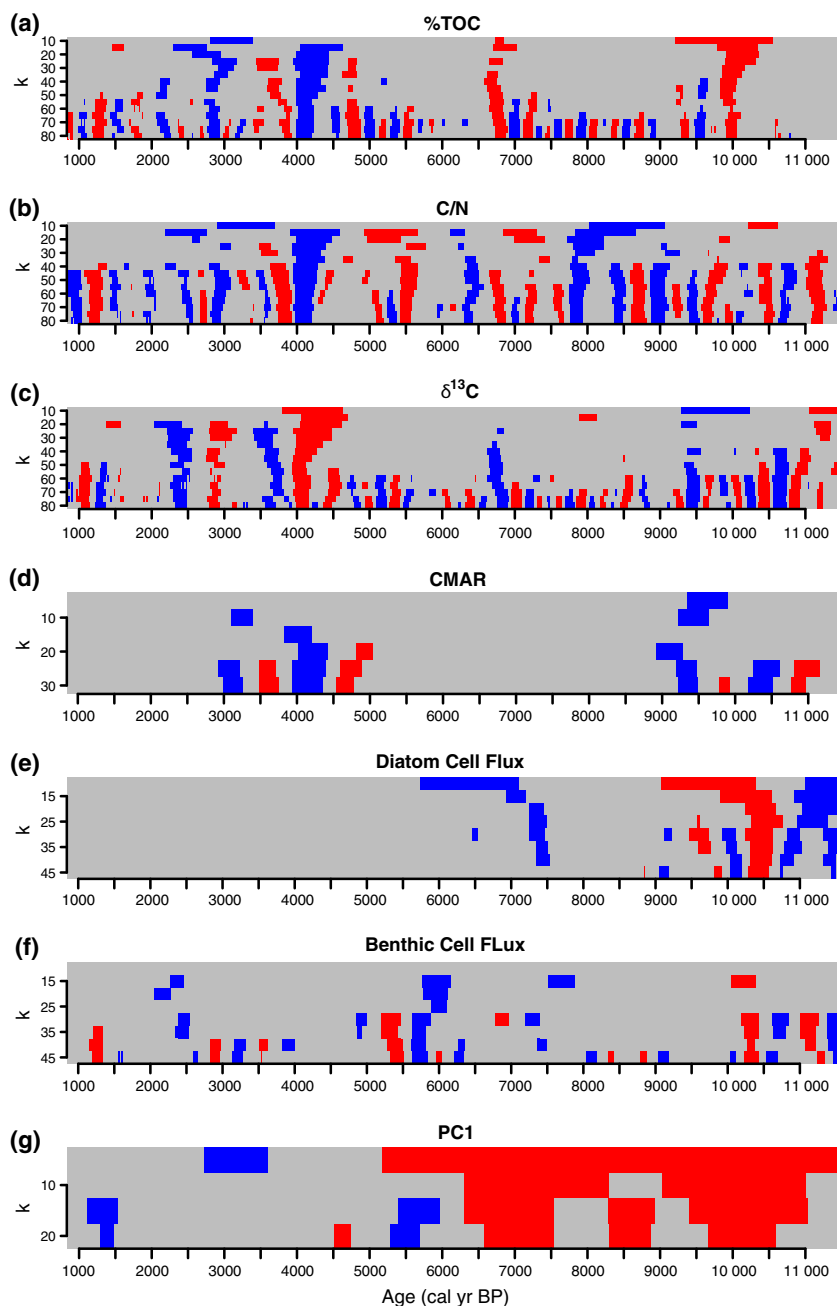 (a)
%TOC
k
10
20
30
40
50
60
70
80
1000 2000 3000 4000 5000 6000 7000 8000 9000 10 000 11 000
(b)
C/N
k
10
20
30
40
50
60
70
80
1000 2000 3000 4000 5000 6000 7000 8000 9000 10 000 11 000
(c)
δ¹³C
k
10
20
30
40
50
60
70
80
1000 2000 3000 4000 5000 6000 7000 8000 9000 10 000 11 000
(d)
CMAR
k
10
20
30
1000 2000 3000 4000 5000 6000 7000 8000 9000 10 000 11 000
(e)
Diatom Cell Flux
k
15
25
35
45
1000 2000 3000 4000 5000 6000 7000 8000 9000 10 000 11 000
(f)
Benthic Cell FLux
k
15
25
35
45
1000 2000 3000 4000 5000 6000 7000 8000 9000 10 000 11 000
(g)
PC1
k
10
20
1000 2000 3000 4000 5000 6000 7000 8000 9000 10 000 11 000
Age (cal yr BP)